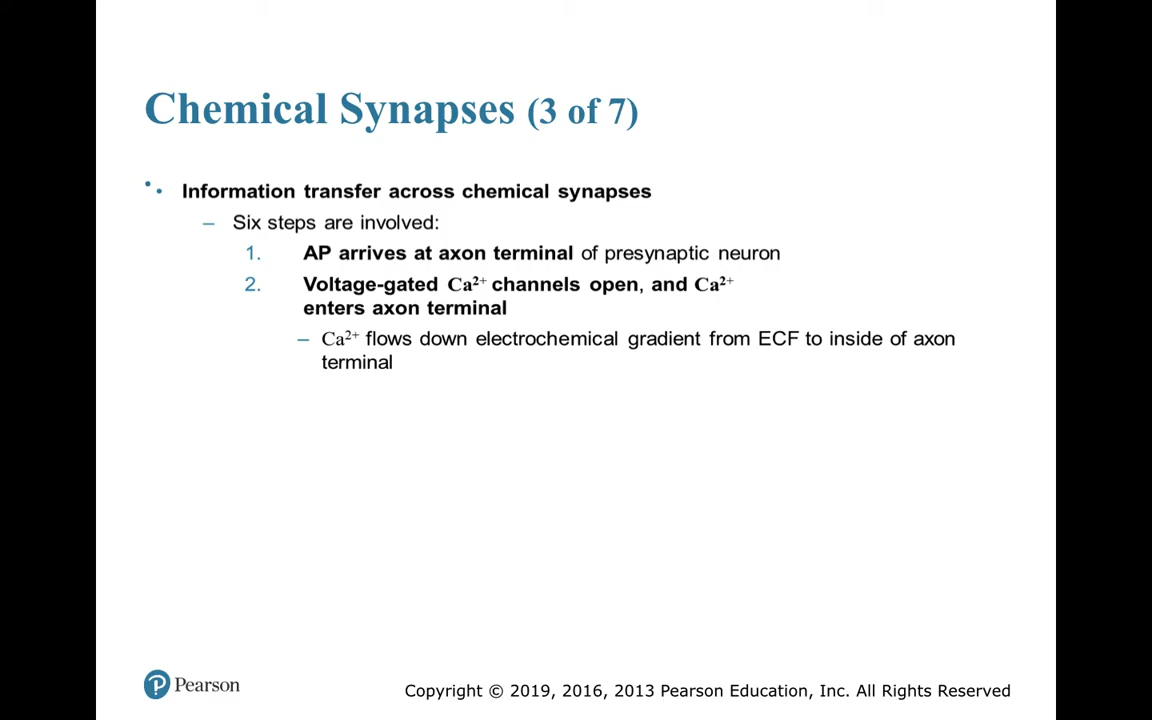 Chemical Synapses (3 of 7)
• • Information transfer across chemical synapses
– Six steps are involved:
1. AP arrives at axon terminal of presynaptic neuron
2. Voltage-gated Ca²⁺ channels open, and Ca²⁺
enters axon terminal
– Ca²⁺ flows down electrochemical gradient from ECF to inside of axon
terminal
P Pearson
Copyright © 2019, 2016, 2013 Pearson Education, Inc. All Rights Reserved